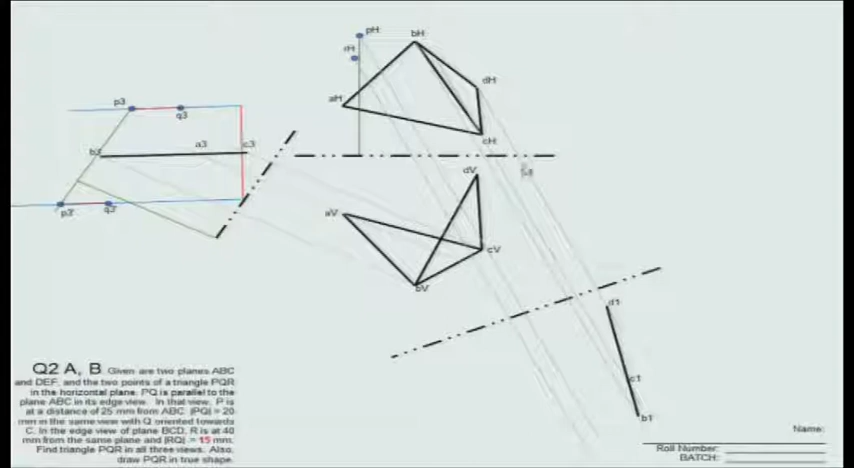 pH
bH
rH
dH
aH
cH
p3
q3
a3
c3
p3'
q3'
dV
aV
cV
bV
d1
c1
b1
Q2 A, B. Given are two planes ABC
and DEF, and the two points of a triangle PQR
in the horizontal plane. PQ is parallel to the
plane ABC in its edge view. In that view, P is
at a distance of 25 mm from ABC. |PQ| = 20
mm in the same view with Q oriented towards
C. In the edge view of plane BCD, R is at 40
mm from the same plane and |RQ| = 15 mm.
Find triangle PQR in all three views. Also,
draw PQR in true shape.
Name:
Roll Number:
BATCH: